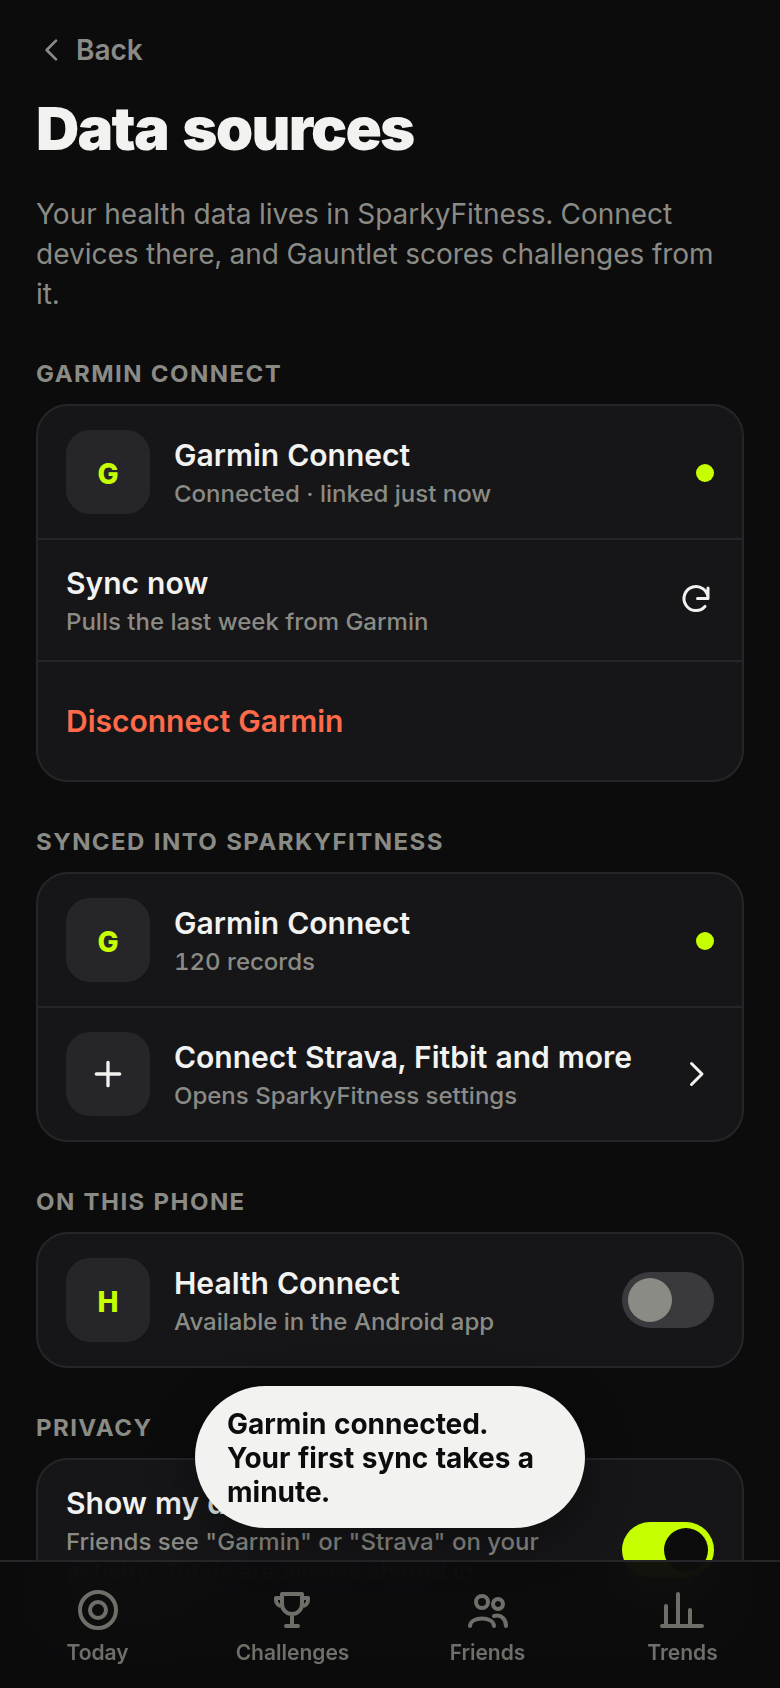 Back
Data sources
Your health data lives in SparkyFitness. Connect
devices there, and Gauntlet scores challenges from
it.
GARMIN CONNECT
G
Garmin Connect
Connected · linked just now
Sync now
Pulls the last week from Garmin
Disconnect Garmin
SYNCED INTO SPARKYFITNESS
G
Garmin Connect
120 records
Connect Strava, Fitbit and more
Opens SparkyFitness settings
ON THIS PHONE
H
Health Connect
Available in the Android app
PRIVACY
Garmin connected.
Your first sync takes a
minute.
Show my
Friends see "Garmin" or "Strava" on your
Today
Challenges
Friends
Trends